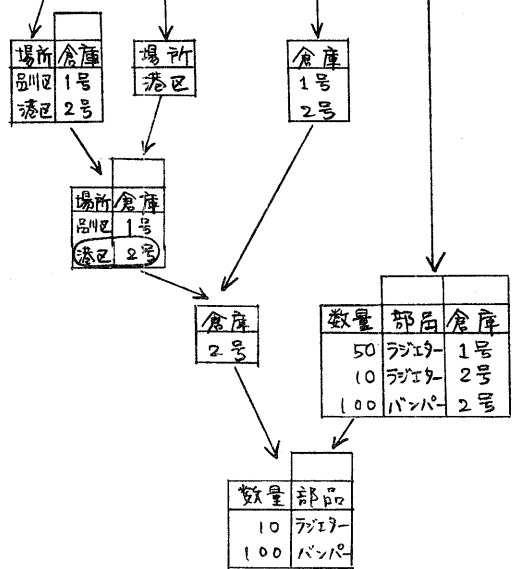 場所 倉庫
品川区 1号
港区 2号
場所
港区
倉庫
1号
2号
場所 倉庫
品川区 1号
港区 2号
倉庫
2号
数量 部品 倉庫
50 ラジエター 1号
10 ラジエター 2号
100 バンパー 2号
数量 部品
10 ラジエター
100 バンパー